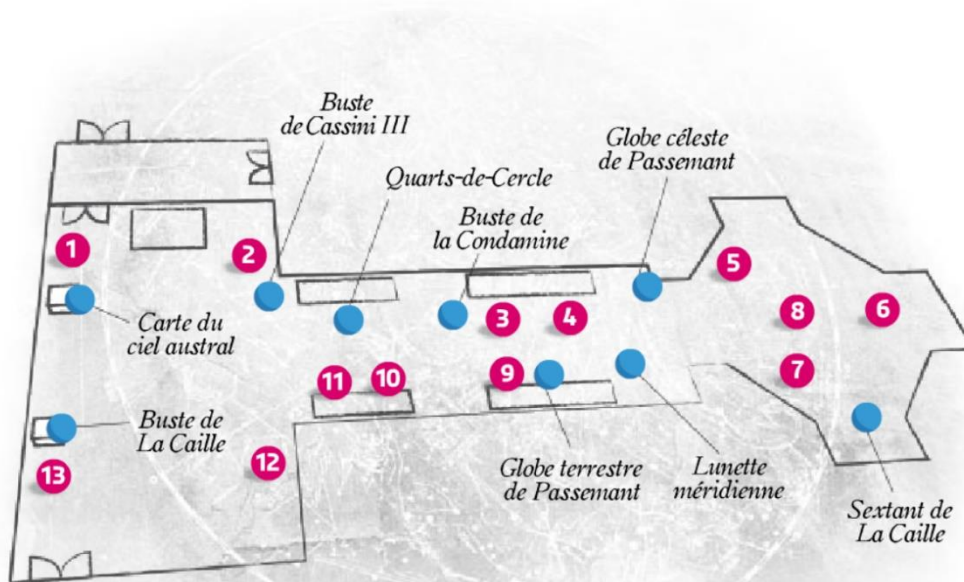 Buste
de Cassini III
Globe céleste
de Passemant
Quarts-de-Cercle
Buste de
la Condamine
1
2
5
3
4
8
6
Carte du
ciel austral
11
10
9
7
Buste de
La Caille
13
12
Globe terrestre
de Passemant
Lunette
méridienne
Sextant de
La Caille